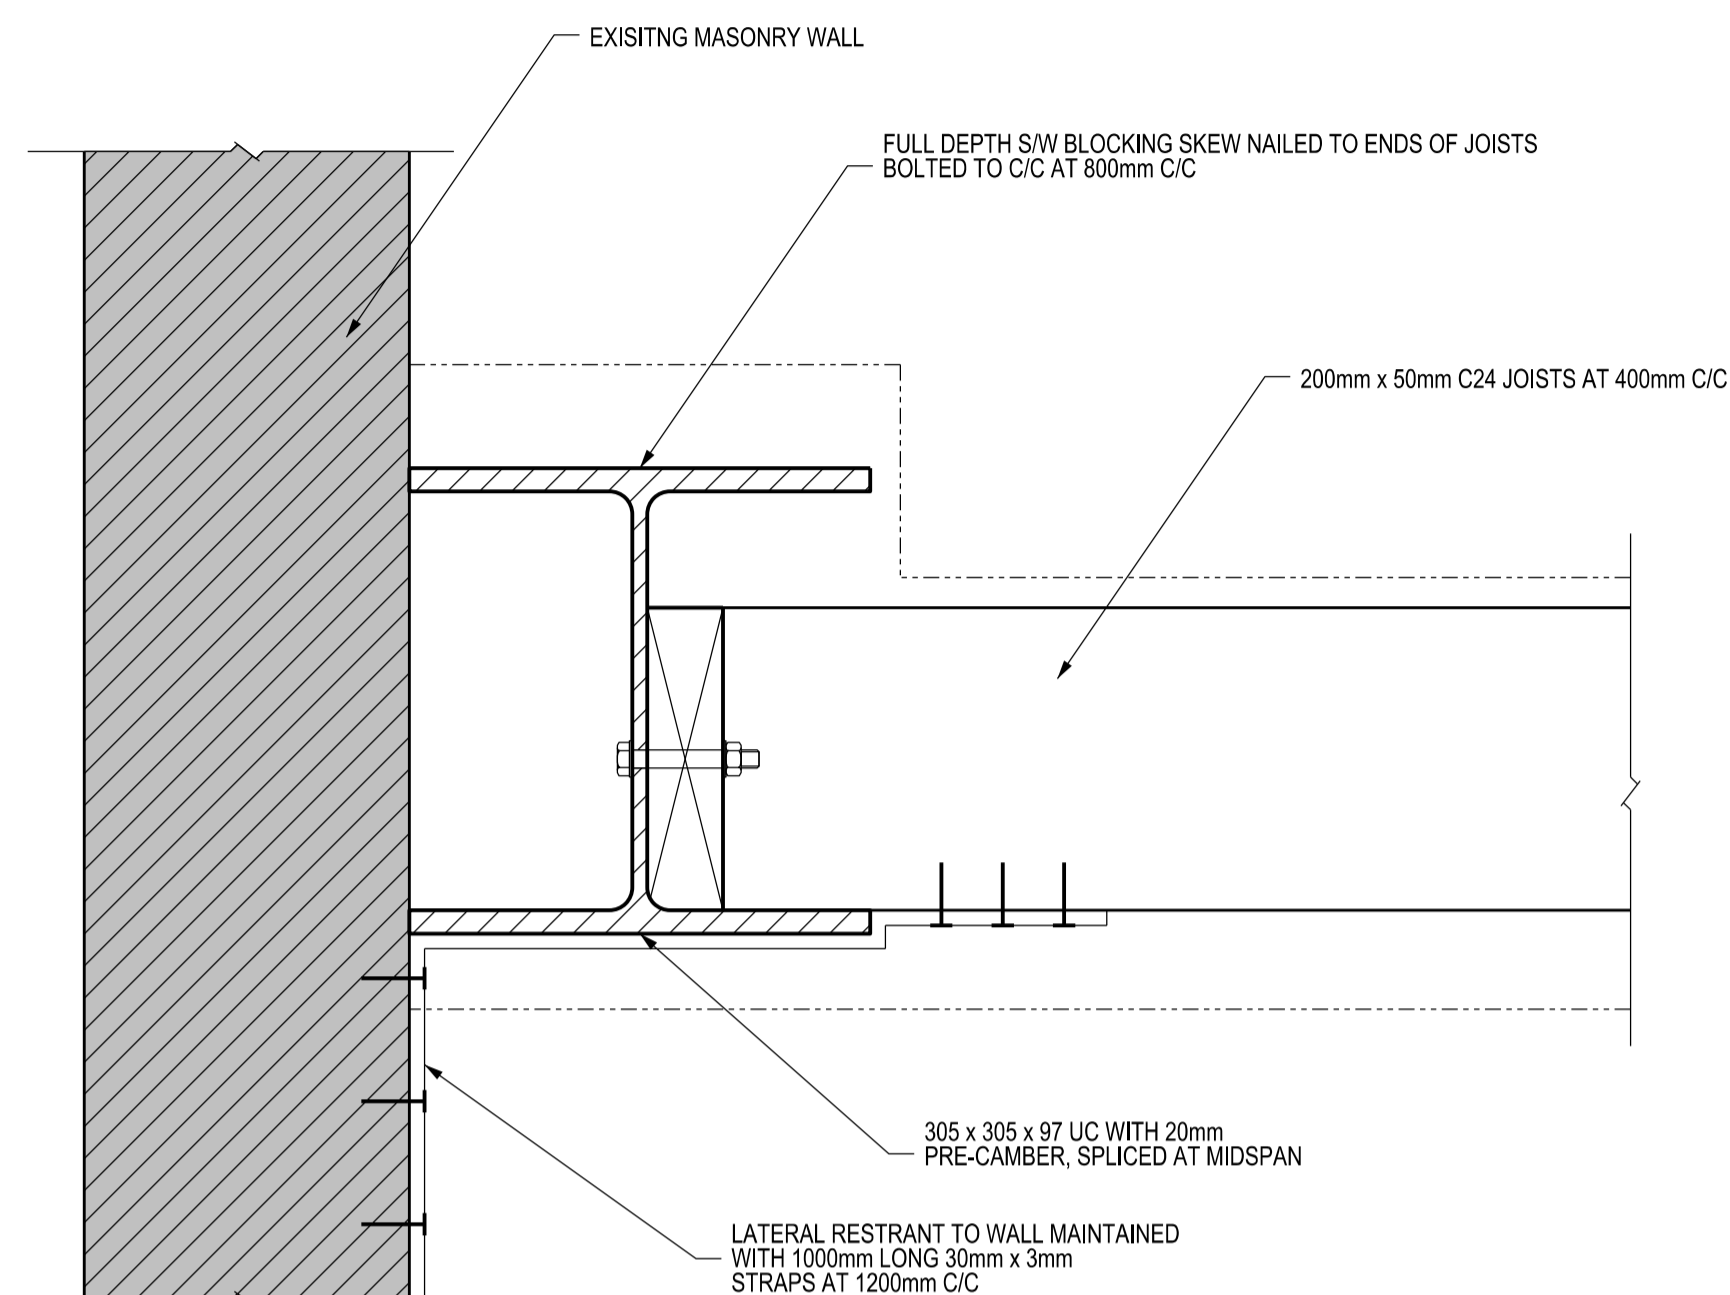 EXISITNG MASONRY WALL
FULL DEPTH S/W BLOCKING SKEW NAILED TO ENDS OF JOISTS
BOLTED TO C/C AT 800mm C/C
200mm x 50mm C24 JOISTS AT 400mm C/C
305 x 305 x 97 UC WITH 20mm
PRE-CAMBER, SPLICED AT MIDSPAN
LATERAL RESTRANT TO WALL MAINTAINED
WITH 1000mm LONG 30mm x 3mm
STRAPS AT 1200mm C/C